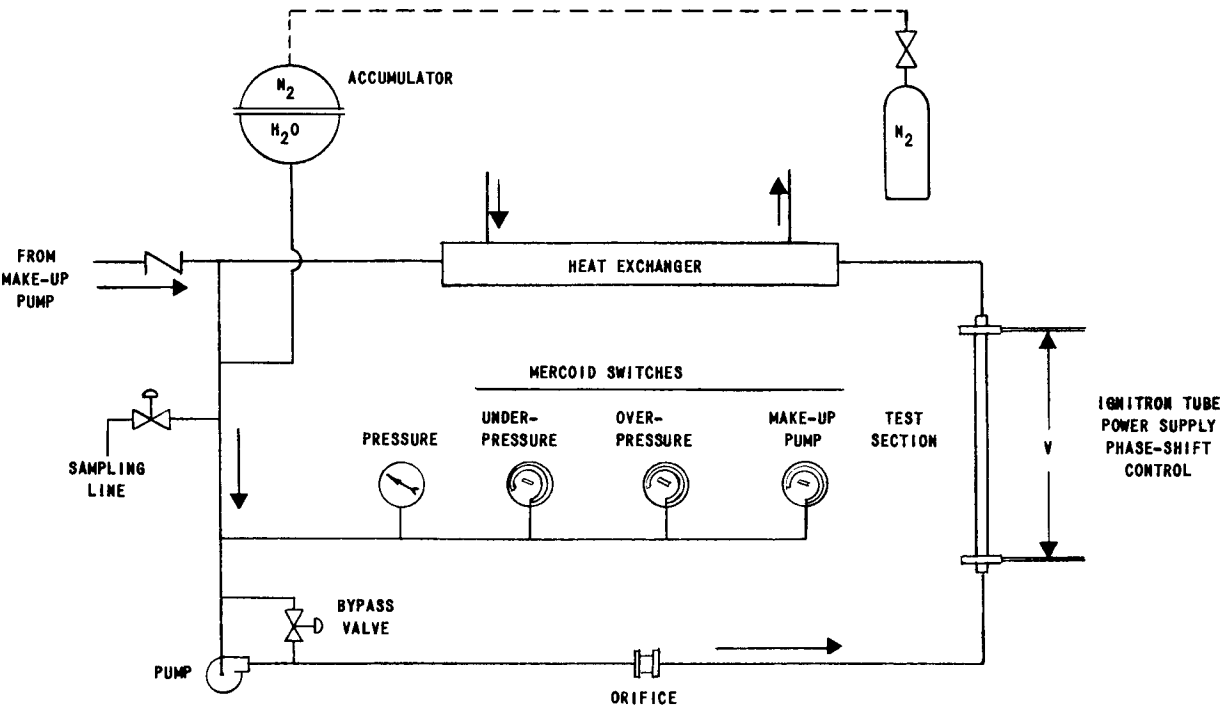 N2
ACCUMULATOR
H2O
N2
FROM
MAKE-UP
PUMP
HEAT EXCHANGER
MERCOID SWITCHES
PRESSURE
UNDER-
PRESSURE
OVER-
PRESSURE
MAKE-UP
PUMP
TEST
SECTION
V
IGNITRON TUBE
POWER SUPPLY
PHASE-SHIFT
CONTROL
SAMPLING
LINE
BYPASS
VALVE
PUMP
ORIFICE